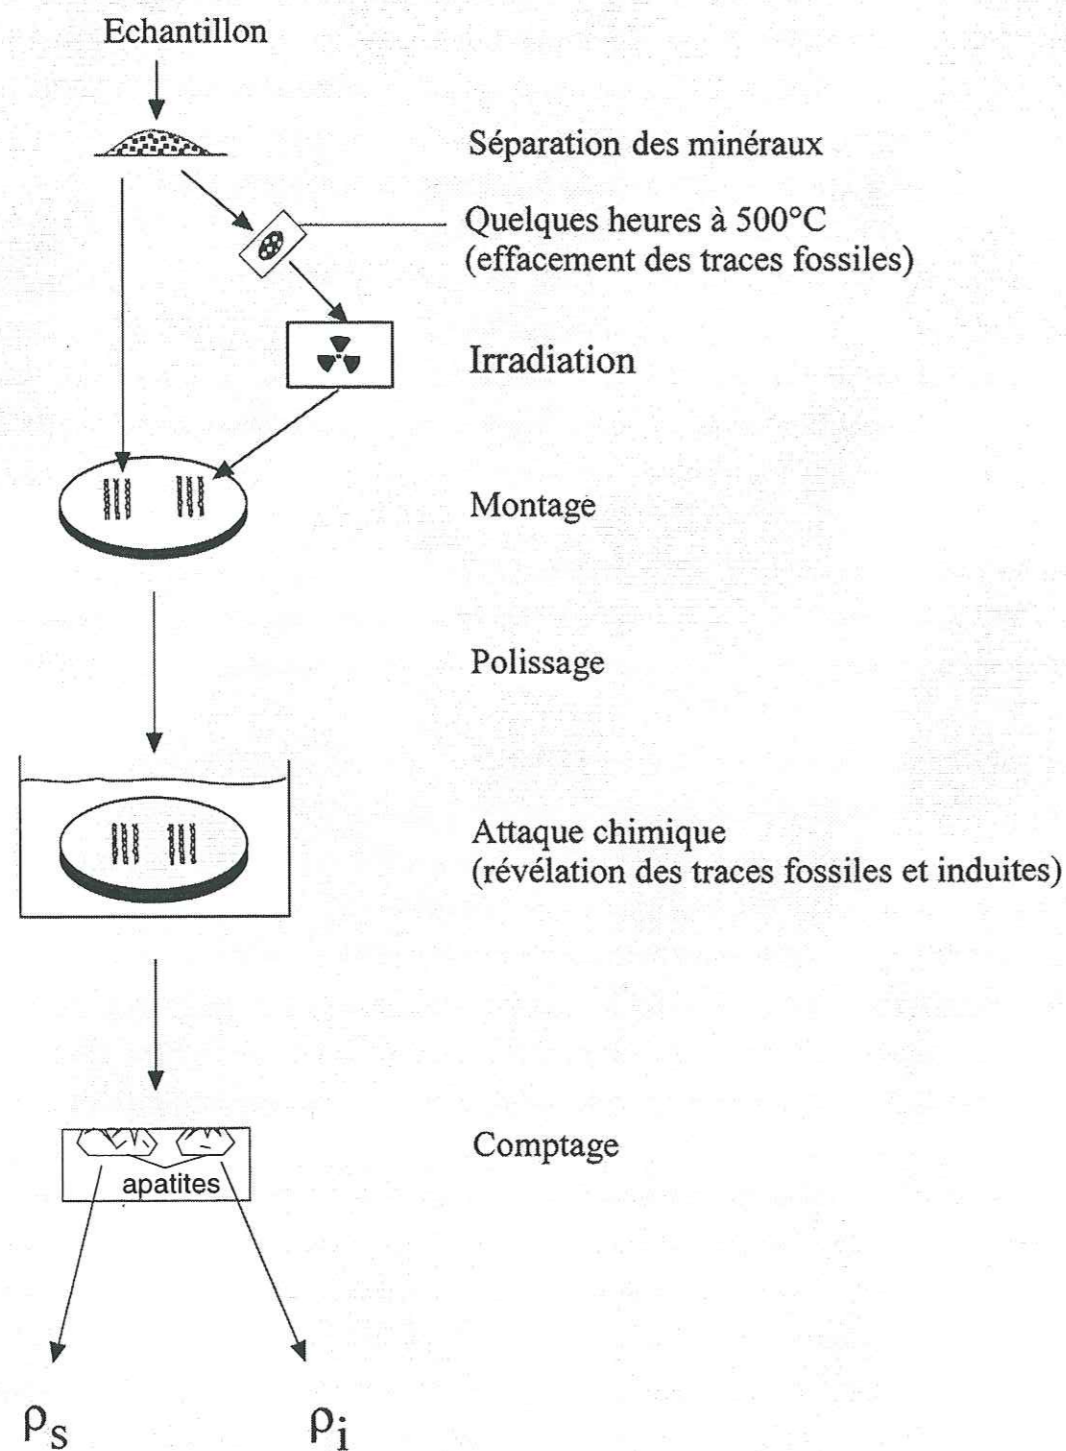 Echantillon
Séparation des minéraux
Quelques heures à 500°C
(effacement des traces fossiles)
Irradiation
Montage
Polissage
Attaque chimique
(révélation des traces fossiles et induites)
Comptage
apatites
ρs ρi